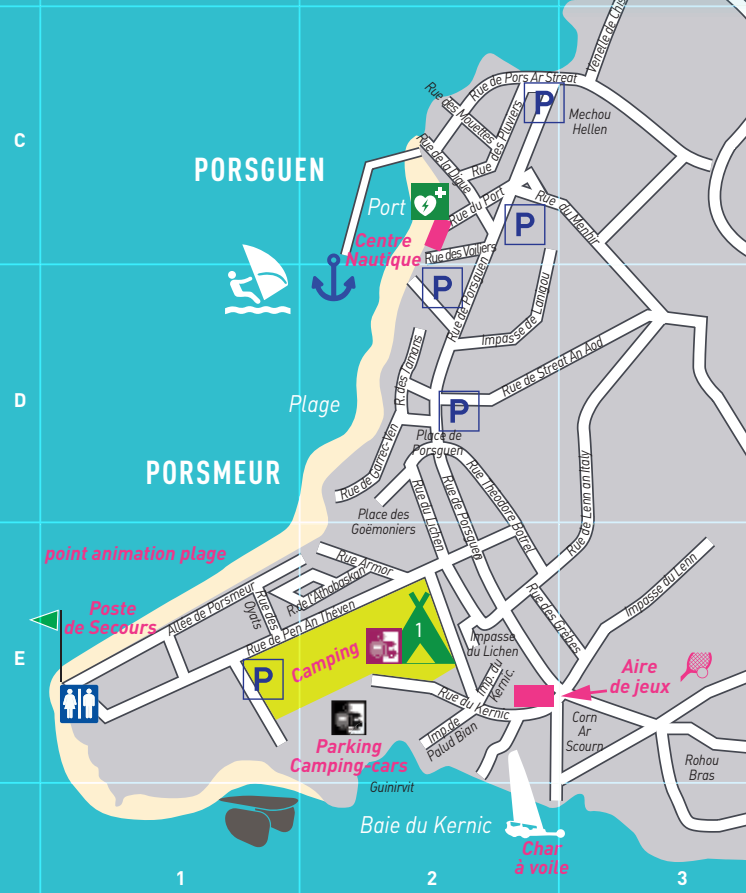 Venelle de Chis
Rue de Pors Ar Streat
Rue des Mouettes
P
Mechou
Hellen
C
Rue des Pluviers
Rue de la Digue
PORSGUEN
Port
Rue du Port
Rue du Menhir
P
Centre
Nautique
Rue des Voiliers
P
Rue de Porsguen
Impasse de Lanigou
R. des Tamaris
Rue de Streat An Aod
D
Plage
P
Place de
Porsguen
Rue de Garrec-Ven
PORSMEUR
Rue Théodore Botrel
Rue de Lenn an Italy
Rue du Lichen
Rue de Porsguen
Place des
Goëmoniers
point animation plage
Rue Armor
Impasse du Lenn
R. de l'Athabaskan
Allée de Porsmeur
Rue des
Oyats
Rue de Pen An Theven
Poste
de Secours
Rue des Grèbes
1
E
Camping
Impasse
du Lichen
P
Imp. du
Kernic.
Aire
de jeux
Rue du Kernic
Corn
Ar
Scourn
Imp. de
Palud Bian
Parking
Camping-cars
Rohou
Bras
Guinirvit
Baie du Kernic
Char
à voile
1
2
3